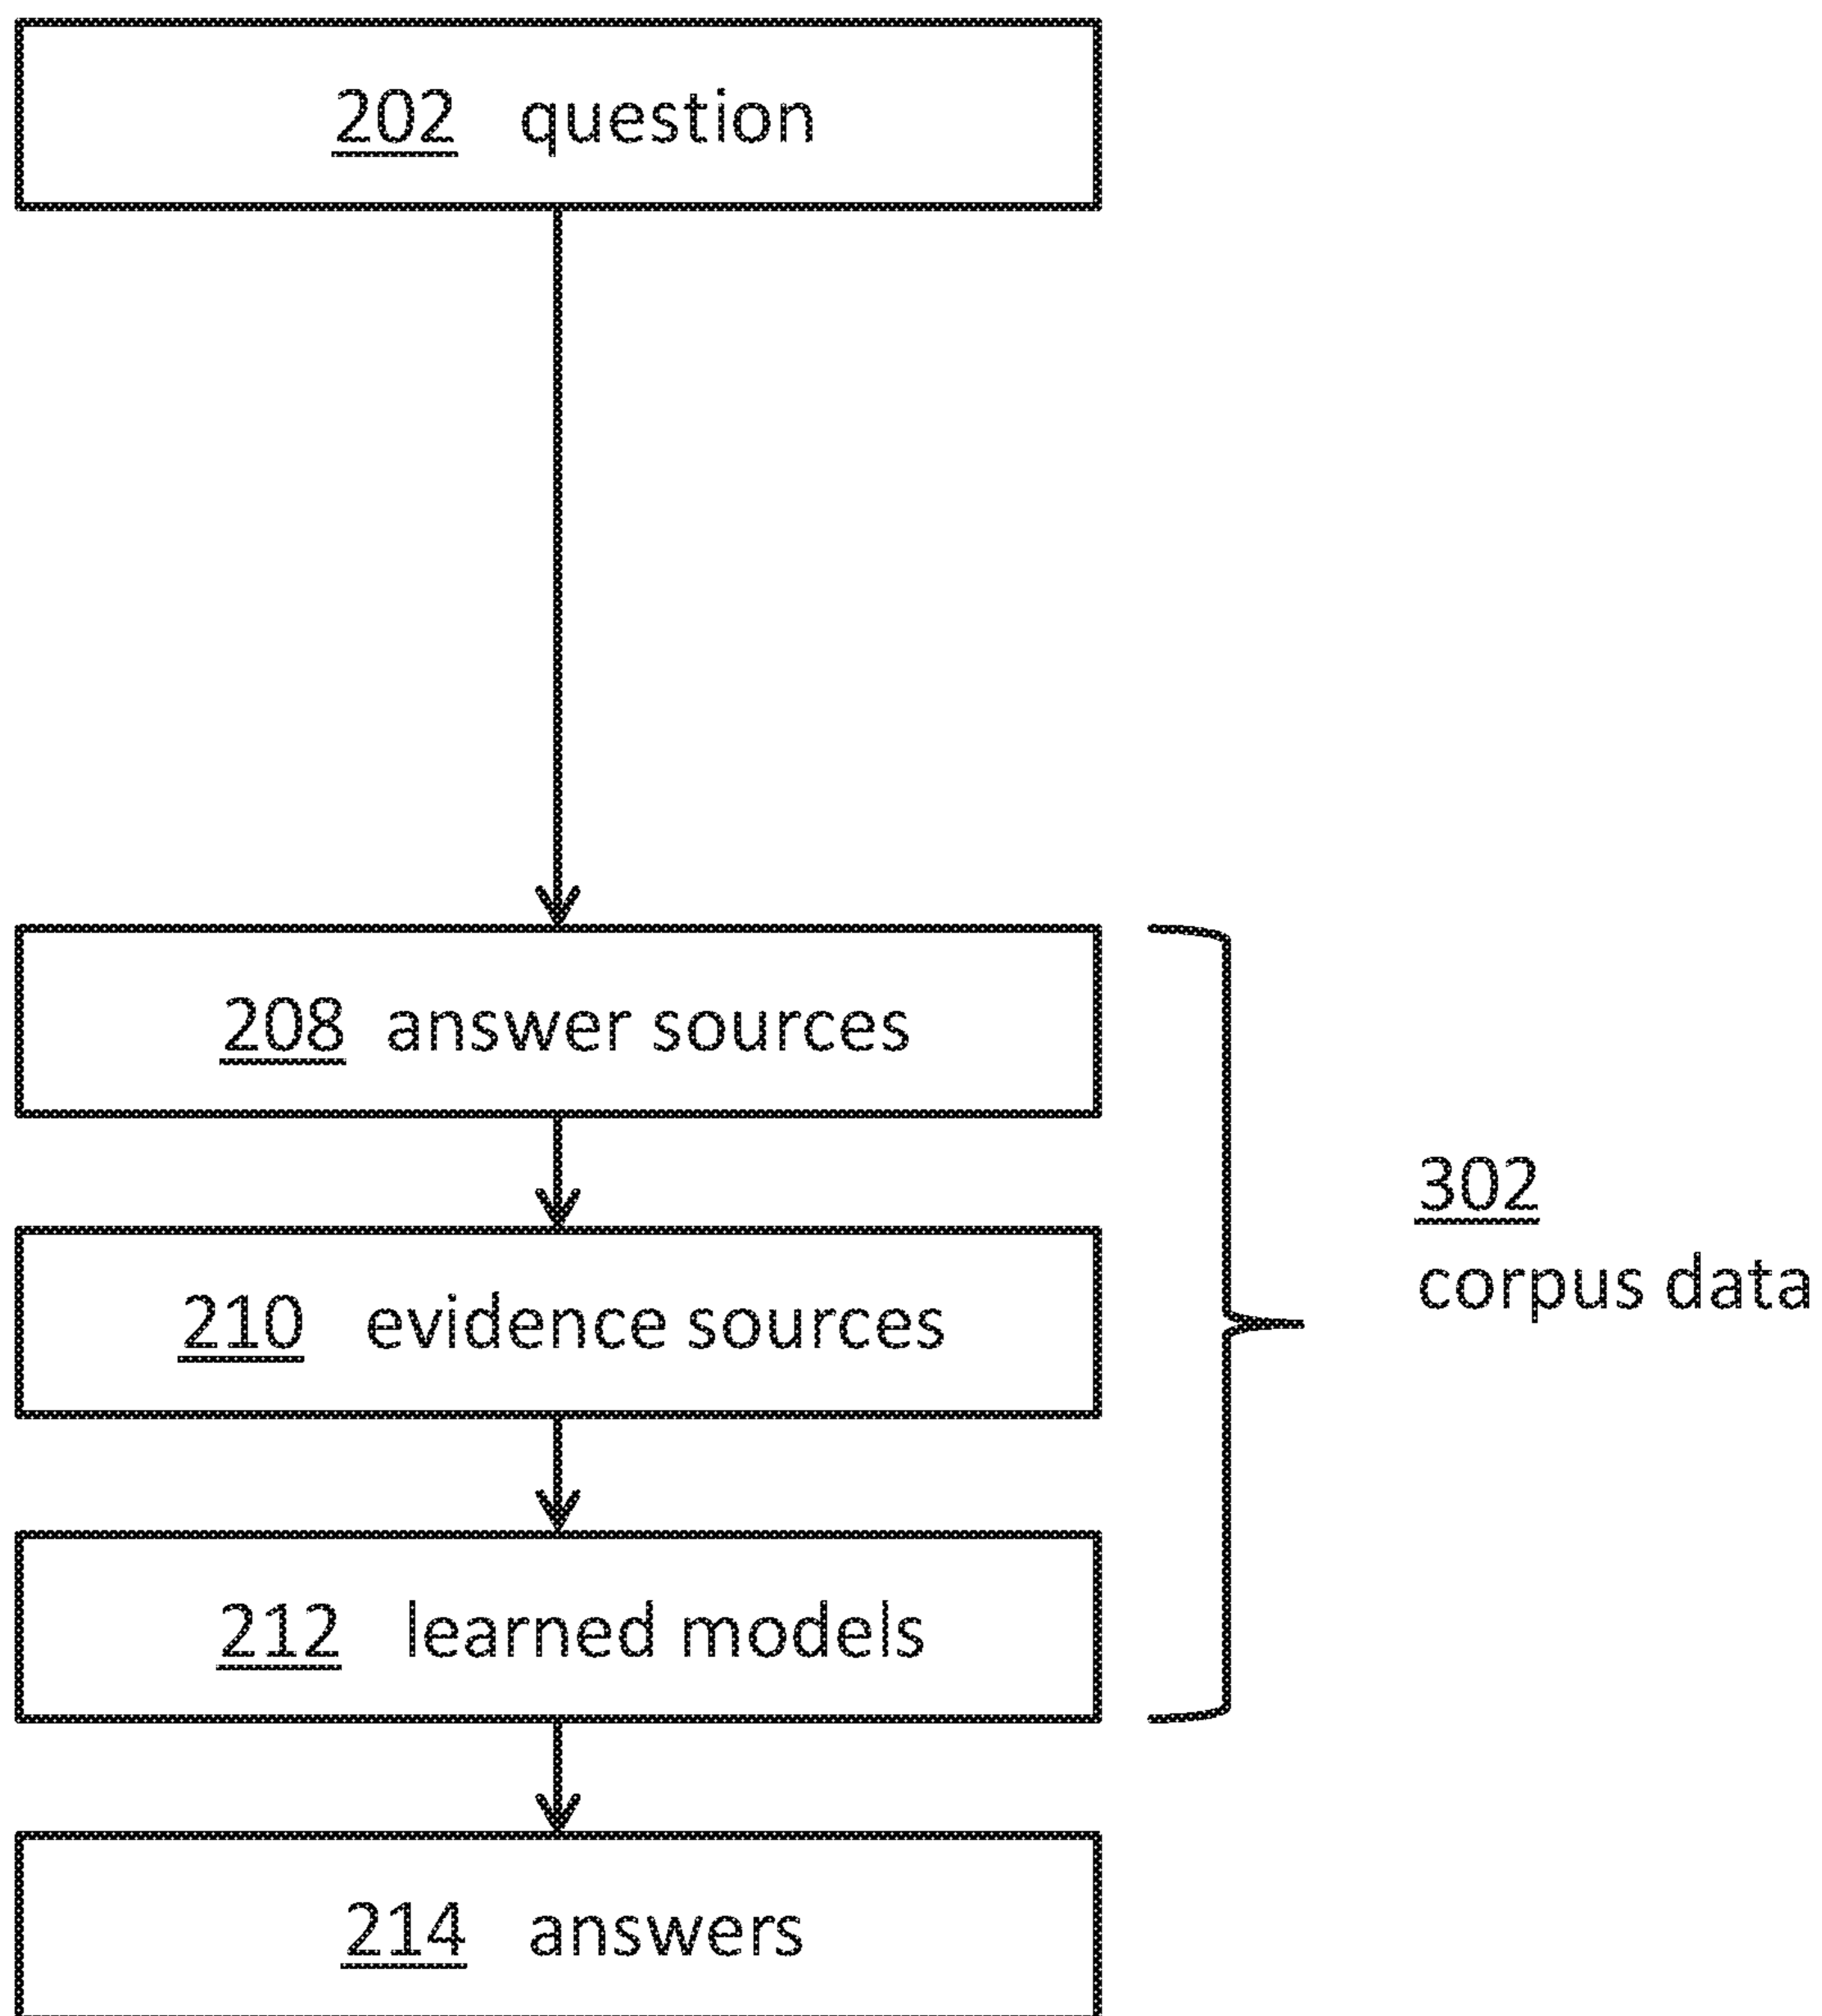 202 question
208 answer sources
210 evidence sources
302
corpus data
212 learned models
214 answers